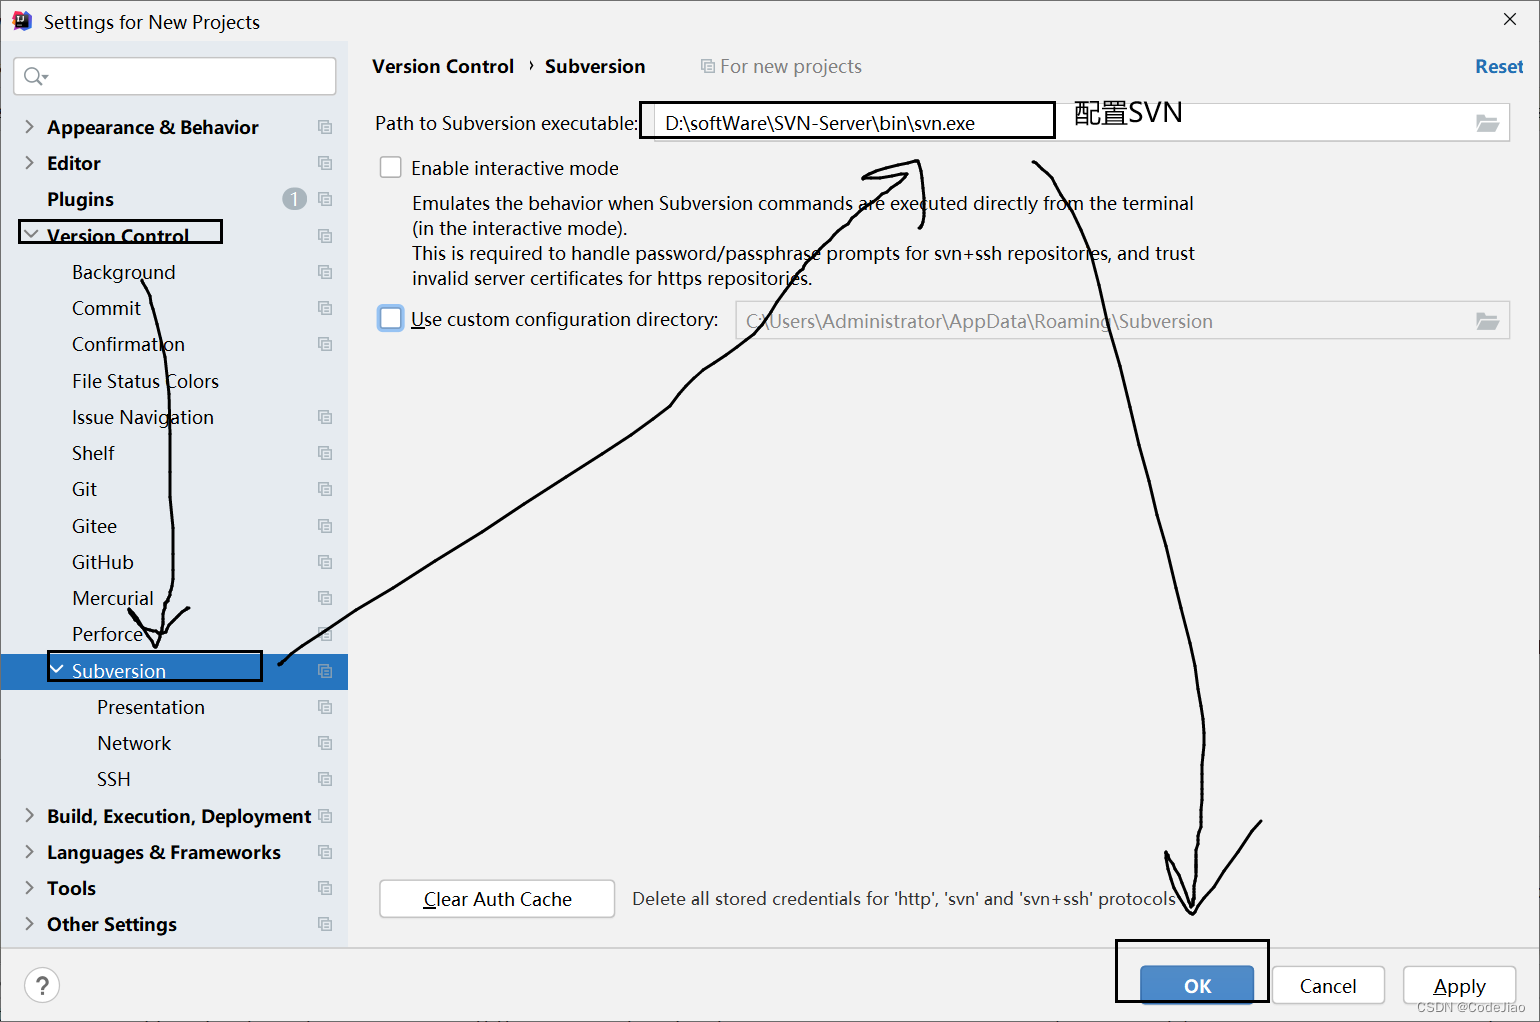 Settings for New Projects
Version Control › Subversion
For new projects
Reset
Appearance & Behavior
Editor
Plugins
1
Version Control
Background
Commit
Confirmation
File Status Colors
Issue Navigation
Shelf
Git
Gitee
GitHub
Mercurial
Perforce
Subversion
Presentation
Network
SSH
Build, Execution, Deployment
Languages & Frameworks
Tools
Other Settings
Path to Subversion executable: D:\softWare\SVN-Server\bin\svn.exe
配置SVN
Enable interactive mode
Emulates the behavior when Subversion commands are executed directly from the terminal
(in the interactive mode).
This is required to handle password/passphrase prompts for svn+ssh repositories, and trust
invalid server certificates for https repositories.
Use custom configuration directory: C:\Users\Administrator\AppData\Roaming\Subversion
Clear Auth Cache
Delete all stored credentials for 'http', 'svn' and 'svn+ssh' protocols
?
OK
Cancel
Apply
CSDN @CodeJiao